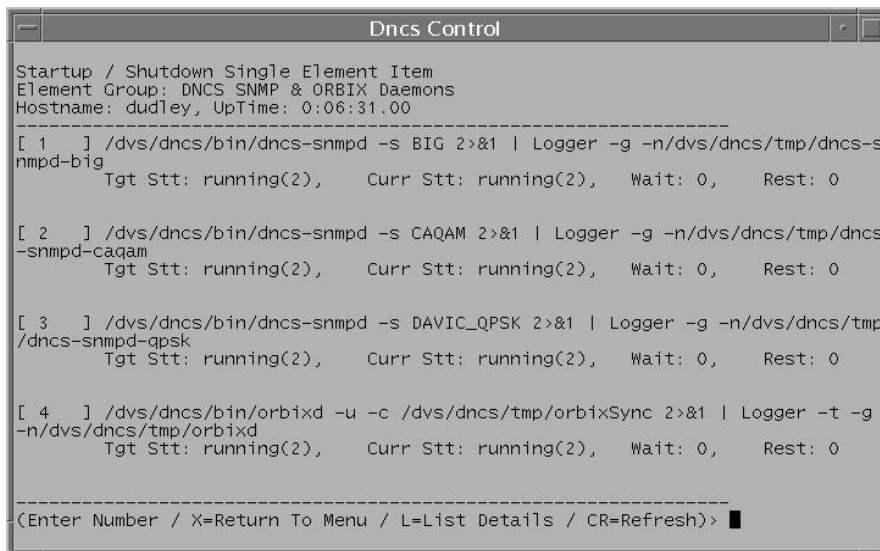 Dncs Control
Startup / Shutdown Single Element Item
Element Group: DNCS SNMP & ORBIX Daemons
Hostname: dudley, UpTime: 0:06:31.00
-----------------------------------------------------------------
[ 1   ] /dvs/dncs/bin/dncs-snmpd -s BIG 2>&1 | Logger -g -n/dvs/dncs/tmp/dncs-s
nmpd-big
Tgt Stt: running(2),    Curr Stt: running(2),   Wait: 0,    Rest: 0
[ 2   ] /dvs/dncs/bin/dncs-snmpd -s CAQAM 2>&1 | Logger -g -n/dvs/dncs/tmp/dncs
-snmpd-caqam
Tgt Stt: running(2),    Curr Stt: running(2),   Wait: 0,    Rest: 0
[ 3   ] /dvs/dncs/bin/dncs-snmpd -s DAVIC_QPSK 2>&1 | Logger -g -n/dvs/dncs/tmp
/dncs-snmpd-qpsk
Tgt Stt: running(2),    Curr Stt: running(2),   Wait: 0,    Rest: 0
[ 4   ] /dvs/dncs/bin/orbixd -u -c /dvs/dncs/tmp/orbixSync 2>&1 | Logger -t -g
-n/dvs/dncs/tmp/orbixd
Tgt Stt: running(2),    Curr Stt: running(2),   Wait: 0,    Rest: 0
-----------------------------------------------------------------
(Enter Number / X=Return To Menu / L=List Details / CR=Refresh)>